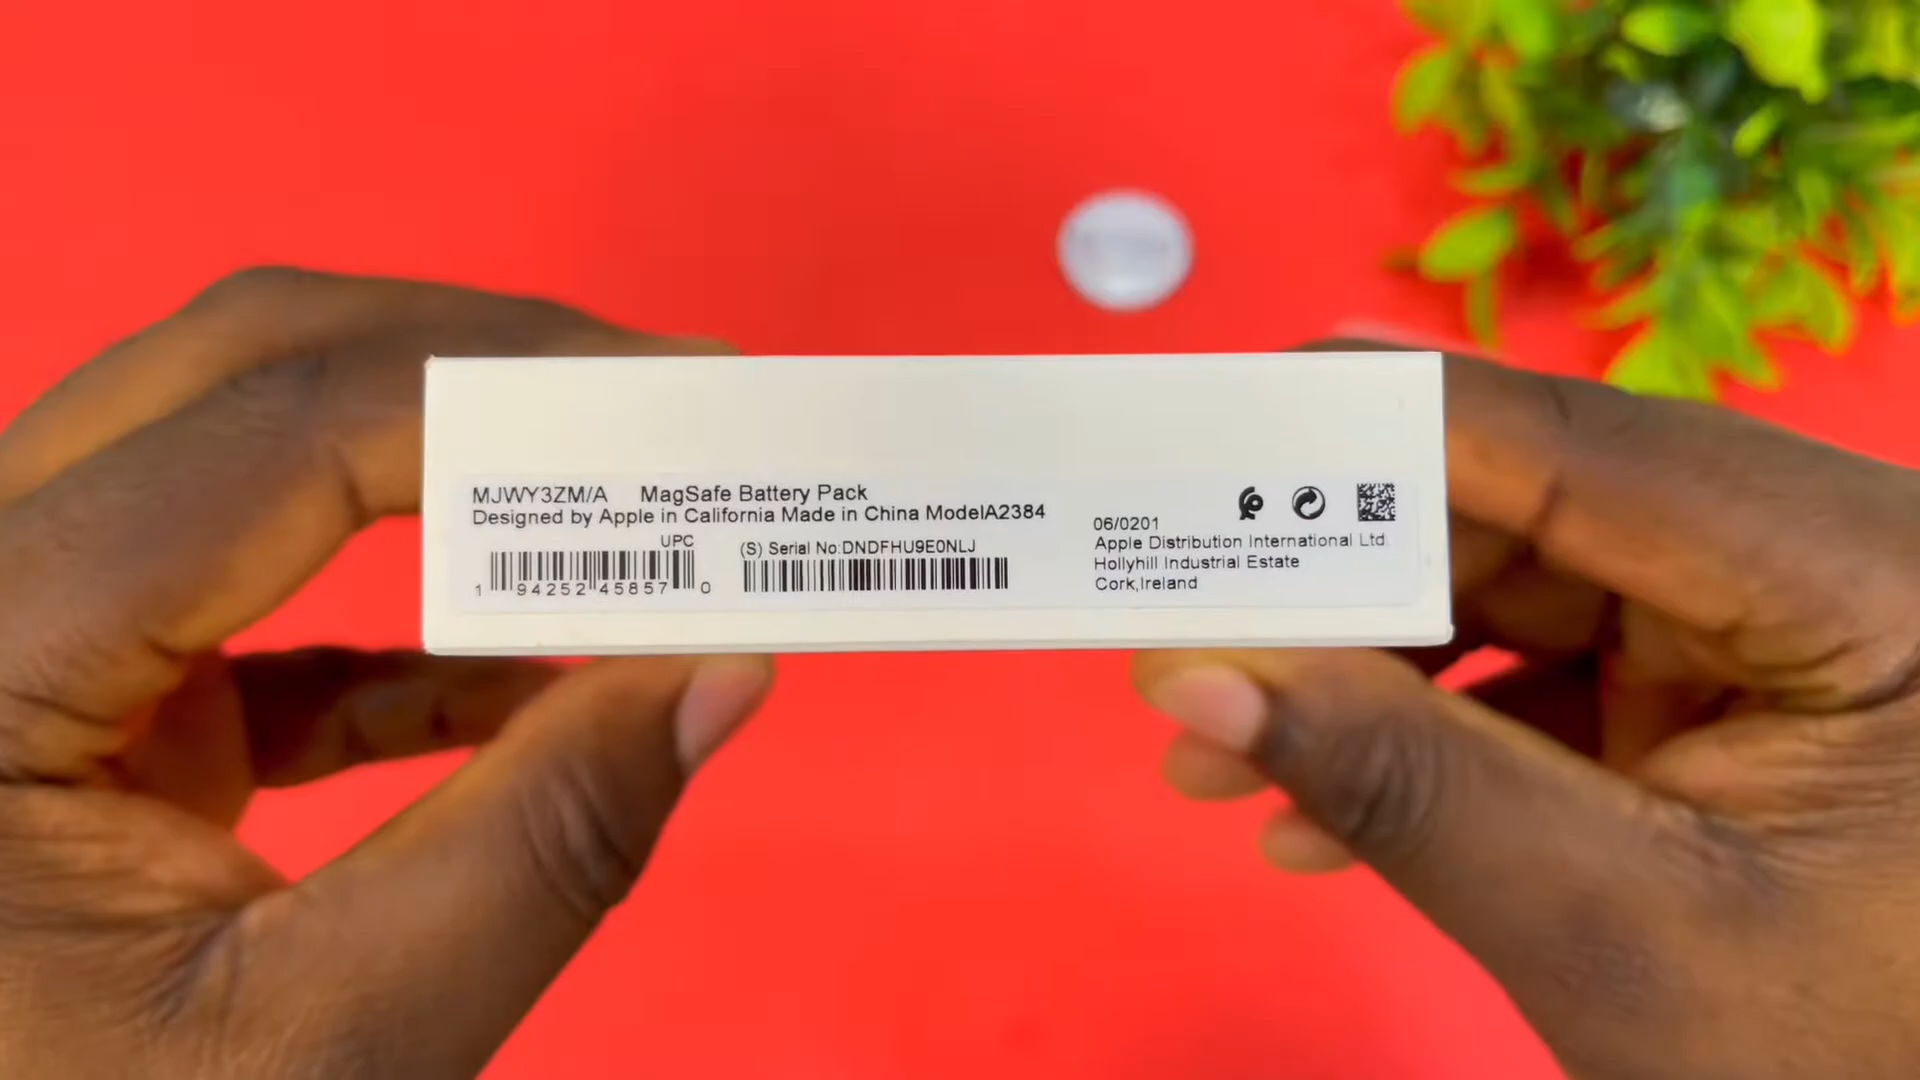 MJWY3ZM/A MagSafe Battery Pack
Designed by Apple in California Made in China ModelA2384
UPC
1 94252 45857 0
(S) Serial No:DNDFHU9E0NLJ
06/0201
Apple Distribution International Ltd
Hollyhill Industrial Estate
Cork,Ireland